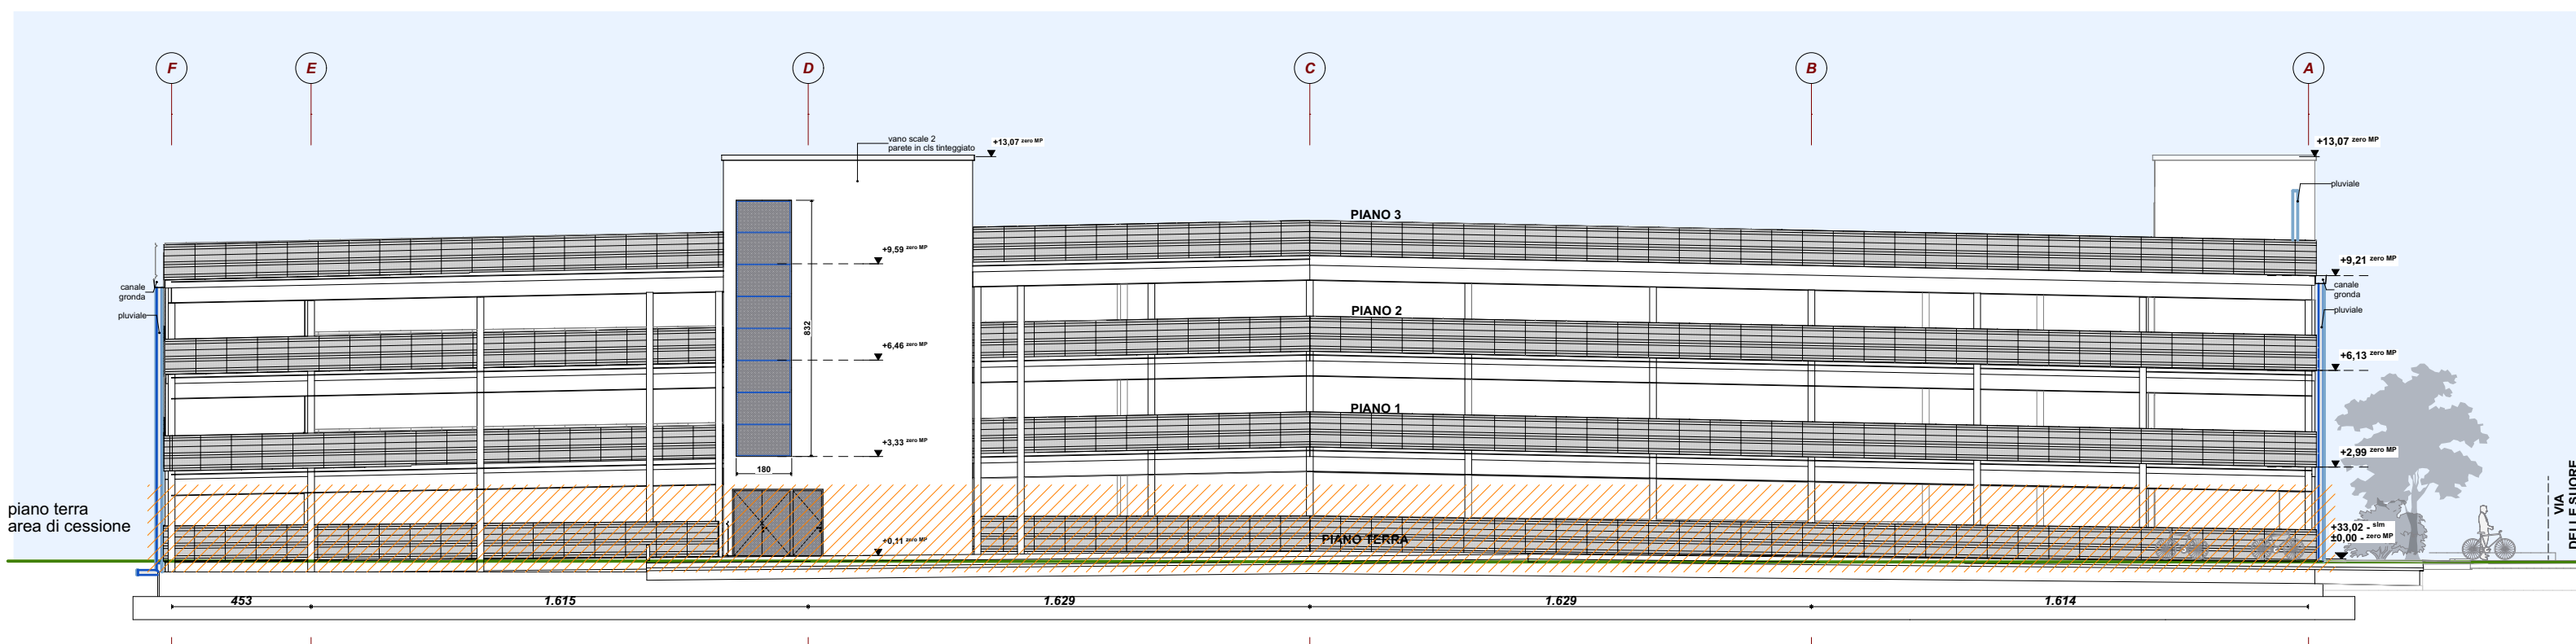 F
E
D
C
B
A
vano scale 2
parete in cls tinteggiato
+13,07 zero MP
+13,07 zero MP
pluviale
PIANO 3
+9,59 zero MP
+9,21 zero MP
canale
gronda
canale
gronda
pluviale
pluviale
PIANO 2
832
+6,46 zero MP
+6,13 zero MP
PIANO 1
+3,33 zero MP
+2,99 zero MP
180
piano terra
area di cessione
+0,11 zero MP
PIANO TERRA
+33,02 - slm
±0,00 - zero MP
VIA
DELLE SUORE
453
1.615
1.629
1.629
1.614